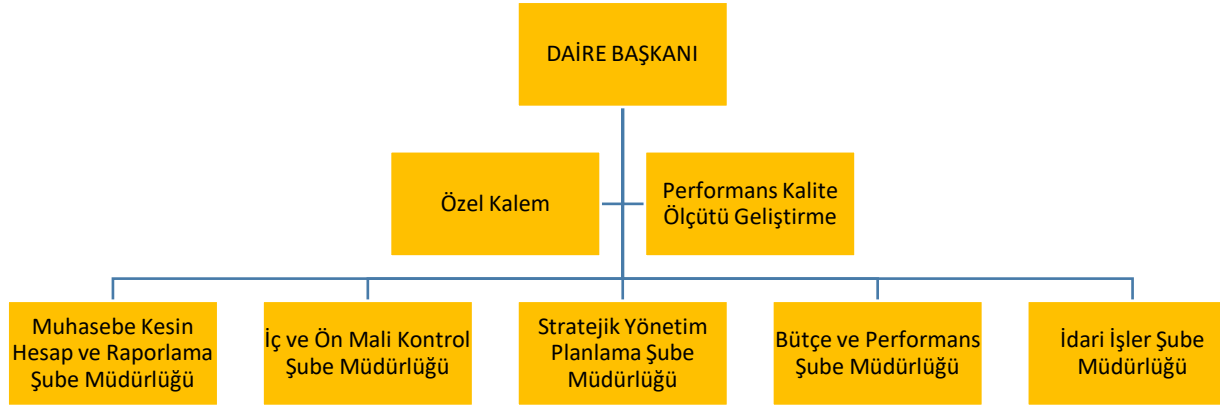 DAİRE BAŞKANI
Özel Kalem
Performans Kalite
Ölçütü Geliştirme
Muhasebe Kesin
Hesap ve Raporlama
Şube Müdürlüğü
İç ve Ön Mali Kontrol
Şube Müdürlüğü
Stratejik Yönetim
Planlama Şube
Müdürlüğü
Bütçe ve Performans
Şube Müdürlüğü
İdari İşler Şube
Müdürlüğü